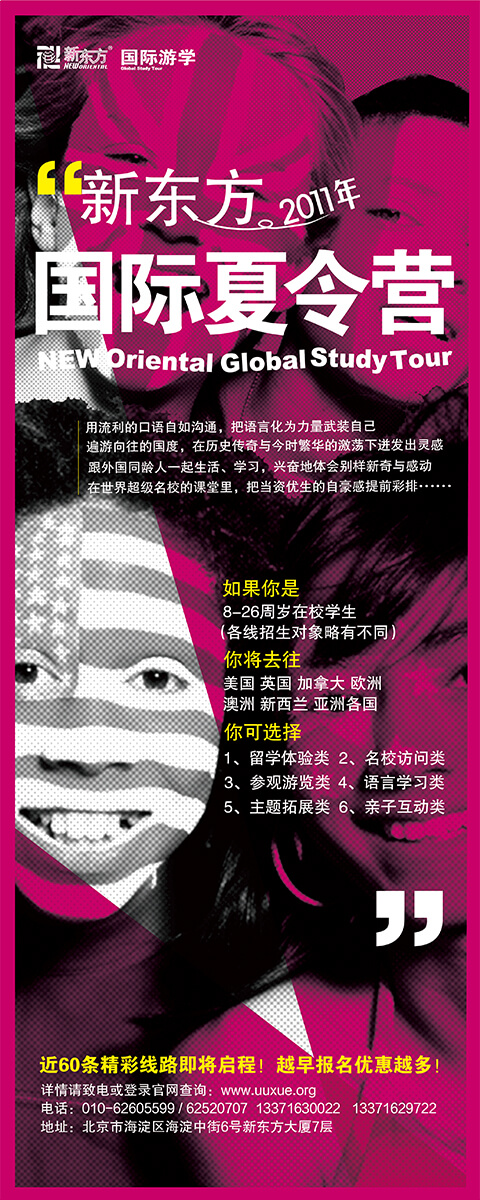 新东方® 国际游学
NEW ORIENTAL Global Study Tour
“新东方 2011年
国际夏令营
NEW Oriental Global Study Tour
用流利的口语自如沟通，把语言化为力量武装自己
遍游向往的国度，在历史传奇与今时繁华的激荡下迸发出灵感
跟外国同龄人一起生活、学习，兴奋地体会别样新奇与感动
在世界超级名校的课堂里，把当资优生的自豪感提前彩排……
如果你是
8-26周岁在校学生
（各线招生对象略有不同）
你将去往
美国 英国 加拿大 欧洲
澳洲 新西兰 亚洲各国
你可选择
1、留学体验类 2、名校访问类
3、参观游览类 4、语言学习类
5、主题拓展类 6、亲子互动类
”
近60条精彩线路即将启程！越早报名优惠越多！
详情请致电或登录官网查询：www.uuxue.org
电话：010-62605599 / 62520707 13371630022 13371629722
地址：北京市海淀区海淀中街6号新东方大厦7层